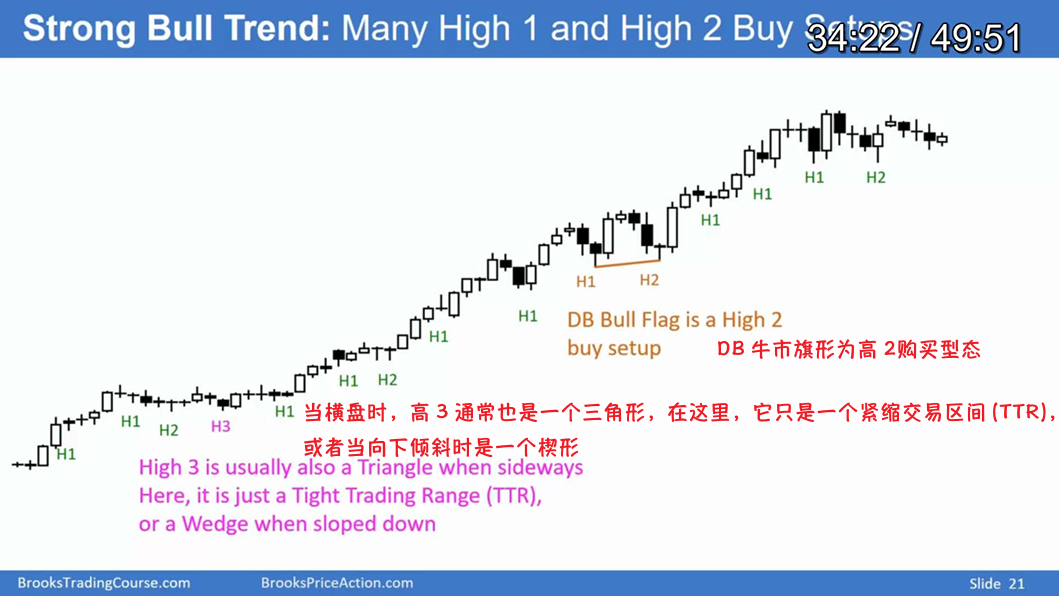 Strong Bull Trend: Many High 1 and High 2 Buy Setups
34:22 / 49:51
H1
H2
H1
H1
H1
H1
H2
DB Bull Flag is a High 2
buy setup
DB 牛市旗形为高 2购买型态
H1
H1
H1
H2
H1
H2
H3
H1
当横盘时，高 3 通常也是一个三角形，在这里，它只是一个紧缩交易区间 (TTR)，
或者当向下倾斜时是一个楔形
H1
High 3 is usually also a Triangle when sideways
Here, it is just a Tight Trading Range (TTR),
or a Wedge when sloped down
BrooksTradingCourse.com
BrooksPriceAction.com
Slide 21